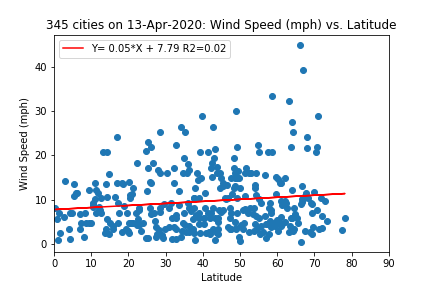 345 cities on 13-Apr-2020: Wind Speed (mph) vs. Latitude
Y= 0.05*X + 7.79 R2=0.02
Wind Speed (mph)
40
30
20
10
0
0 10 20 30 40 50 60 70 80 90
Latitude